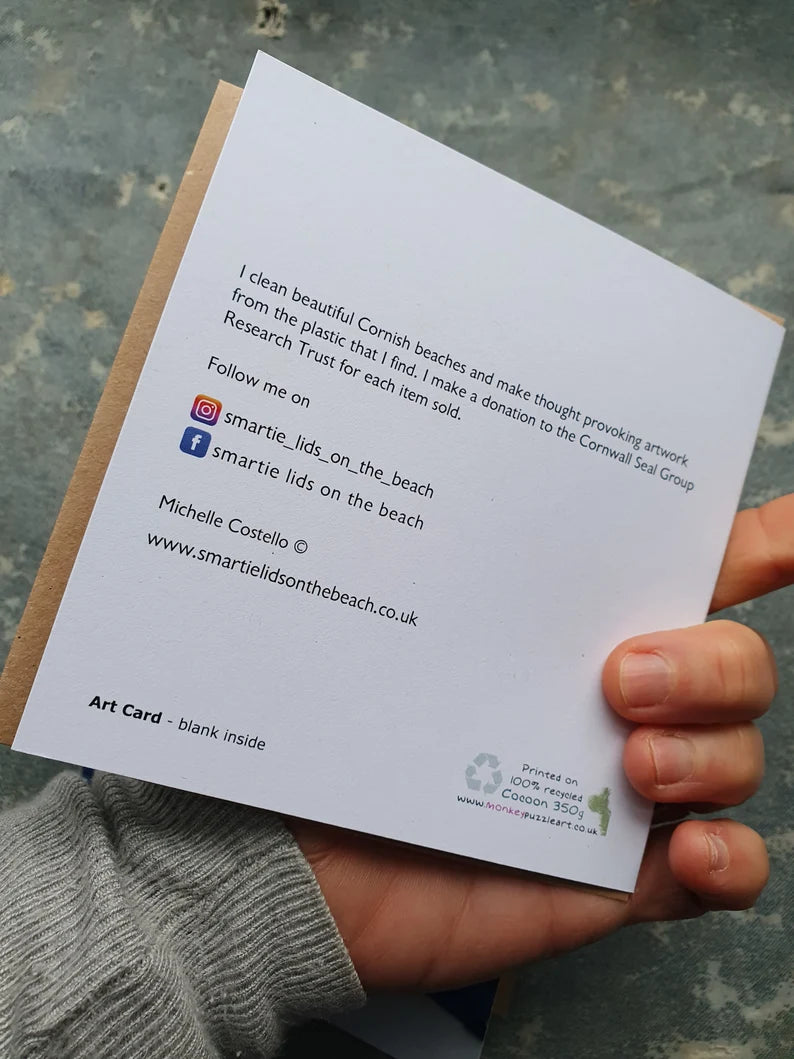 I clean beautiful Cornish beaches and make thought provoking artwork
from the plastic that I find. I make a donation to the Cornwall Seal Group
Research Trust for each item sold.
Follow me on
smartie_lids_on_the_beach
smartie lids on the beach
Michelle Costello ©
www.smartielidsonthebeach.co.uk
Art Card - blank inside
Printed on
100% recycled
Cocoon 350g
www.monkeypuzzleart.co.uk